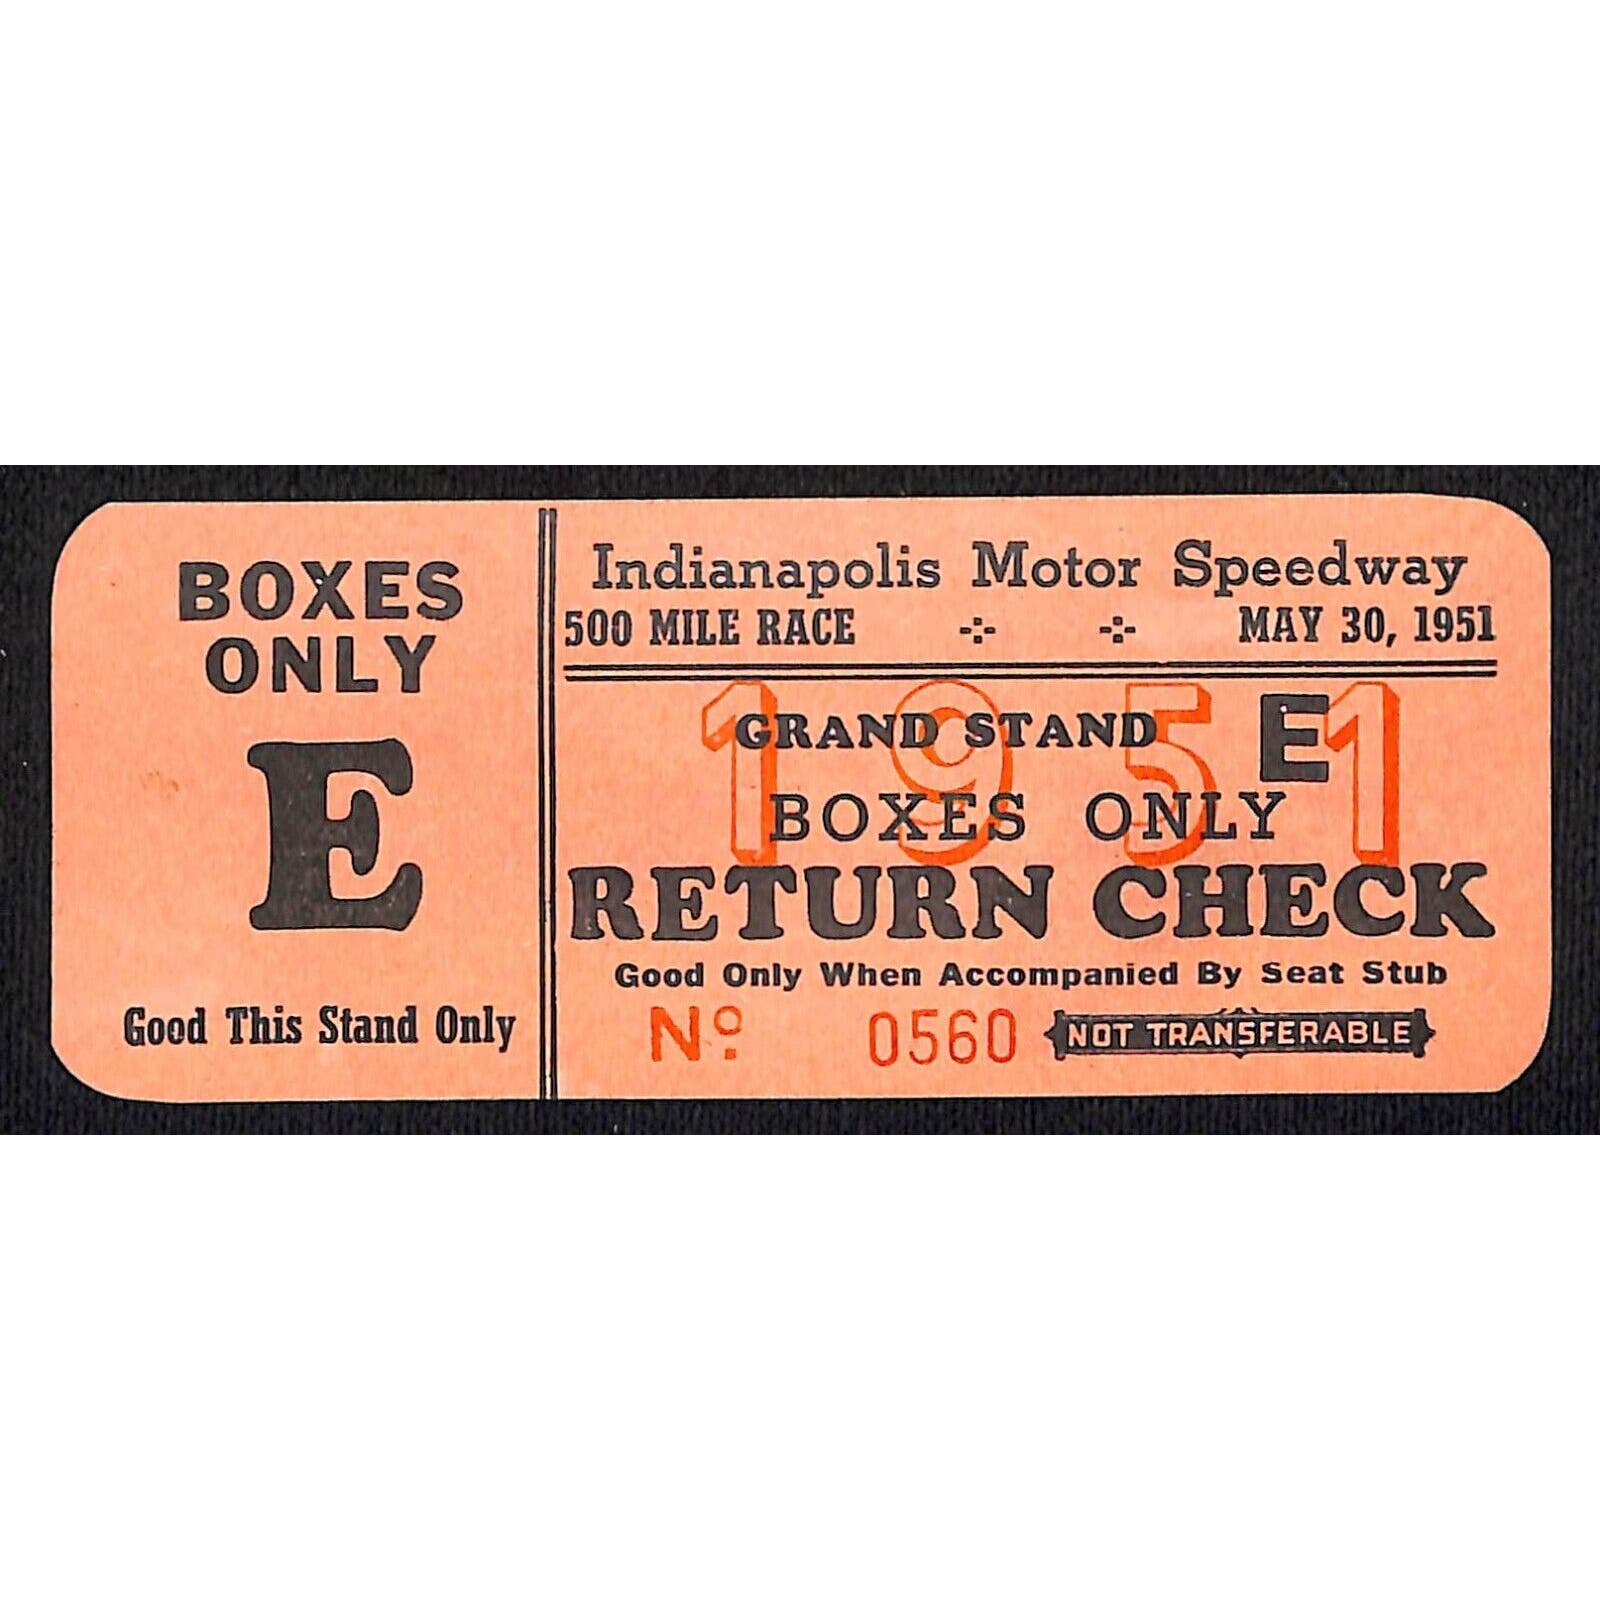 BOXES
ONLY
E
Good This Stand Only
Indianapolis Motor Speedway
500 MILE RACE -:- -:- MAY 30, 1951
1951
GRAND STAND E
BOXES ONLY
RETURN CHECK
Good Only When Accompanied By Seat Stub
Nº. 0560 NOT TRANSFERABLE